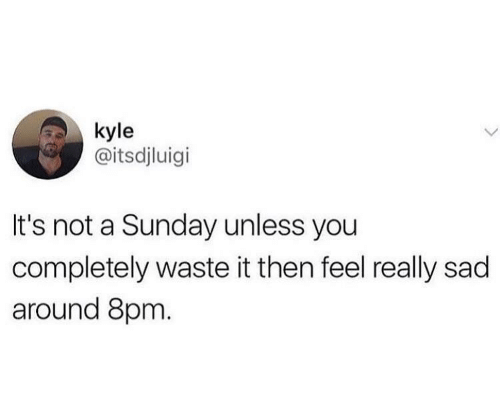 kyle
@itsdjluigi
It's not a Sunday unless you
completely waste it then feel really sad
around 8pm.